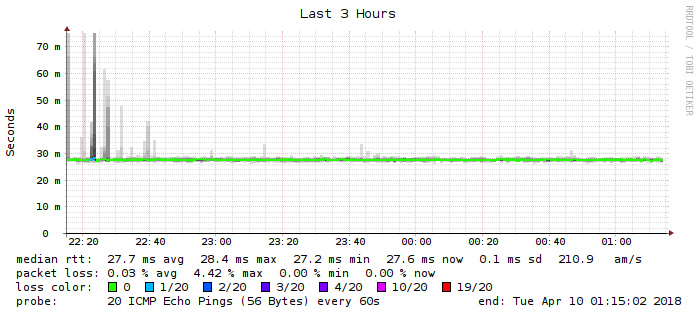 Last 3 Hours
RRDTOOL / TOBI OETIKER
Seconds
70 m
60 m
50 m
40 m
30 m
20 m
10 m
0
22:20 22:40 23:00 23:20 23:40 00:00 00:20 00:40 01:00
median rtt: 27.7 ms avg 28.4 ms max 27.2 ms min 27.6 ms now 0.1 ms sd 210.9 am/s
packet loss: 0.03 % avg 4.42 % max 0.00 % min 0.00 % now
loss color: 0 1/20 2/20 3/20 4/20 10/20 19/20
probe: 20 ICMP Echo Pings (56 Bytes) every 60s end: Tue Apr 10 01:15:02 2018